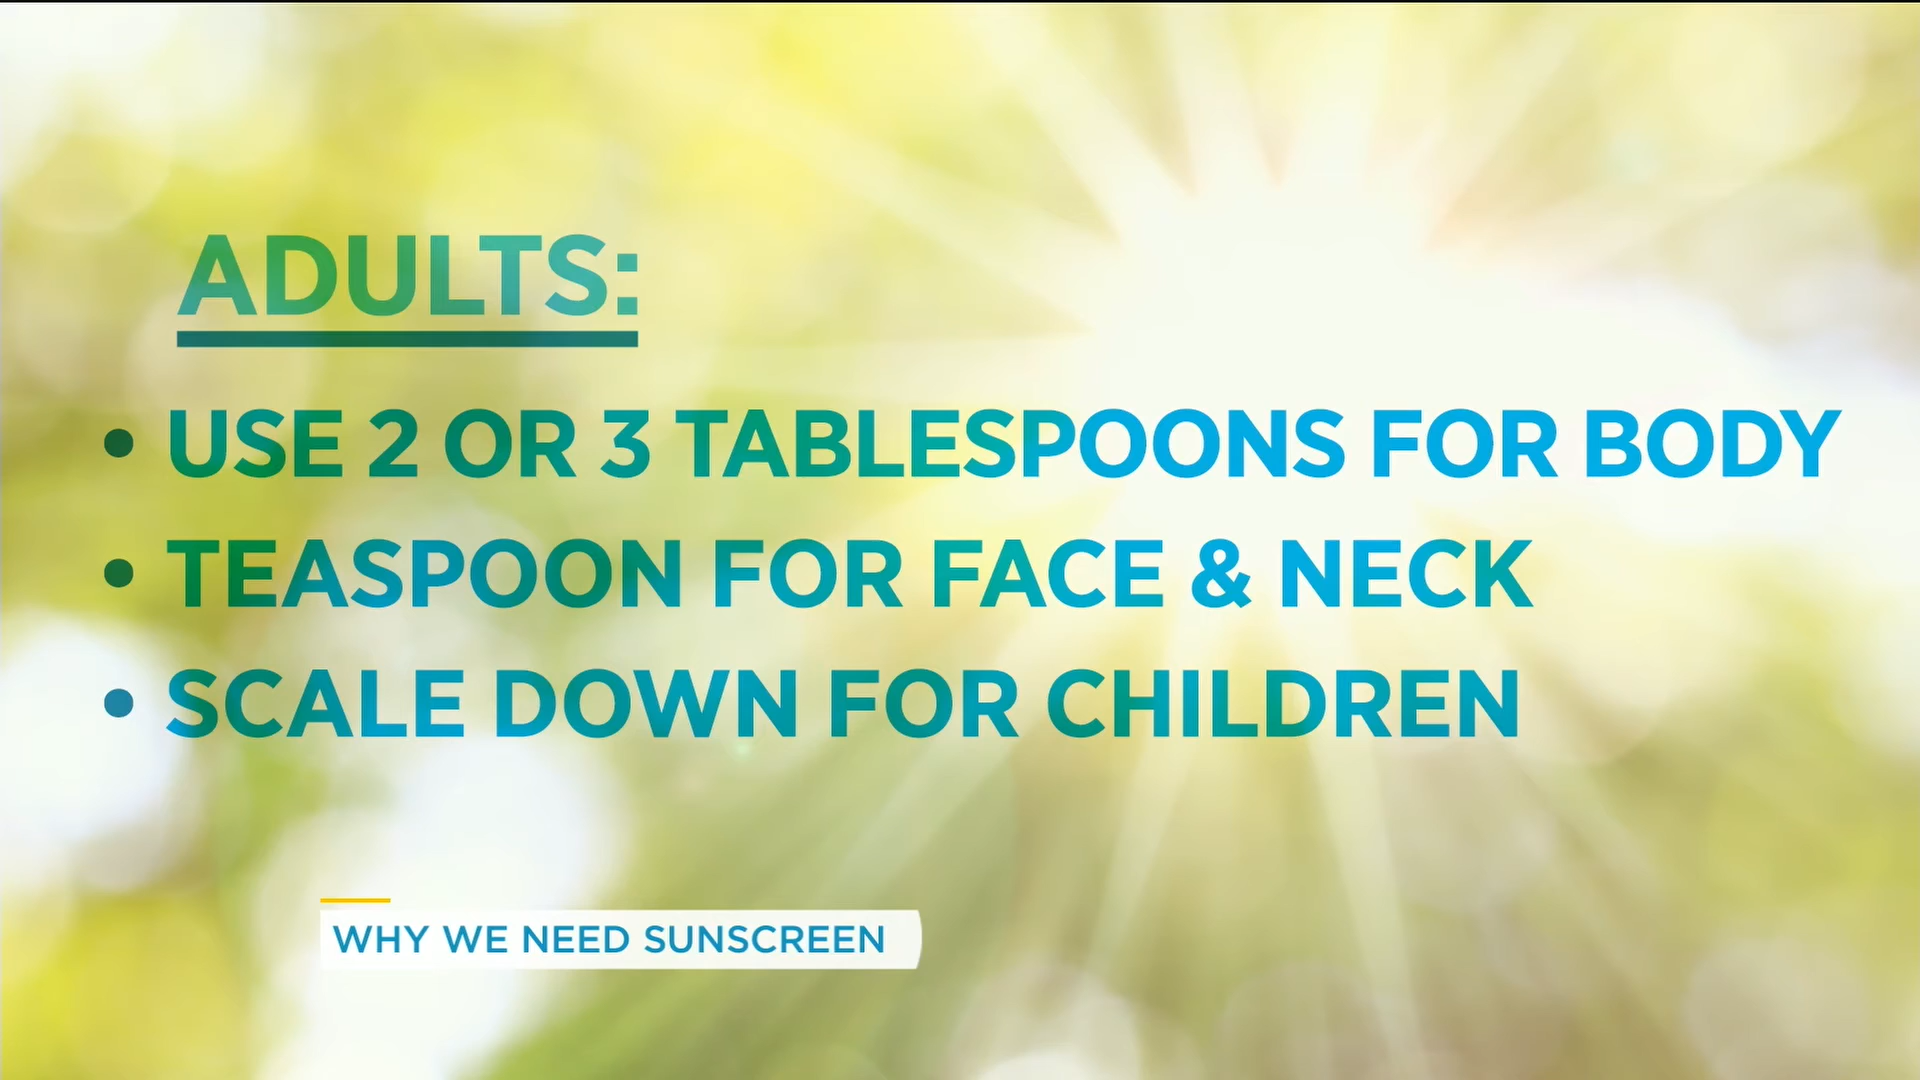 ADULTS:
• USE 2 OR 3 TABLESPOONS FOR BODY
• TEASPOON FOR FACE & NECK
• SCALE DOWN FOR CHILDREN
WHY WE NEED SUNSCREEN